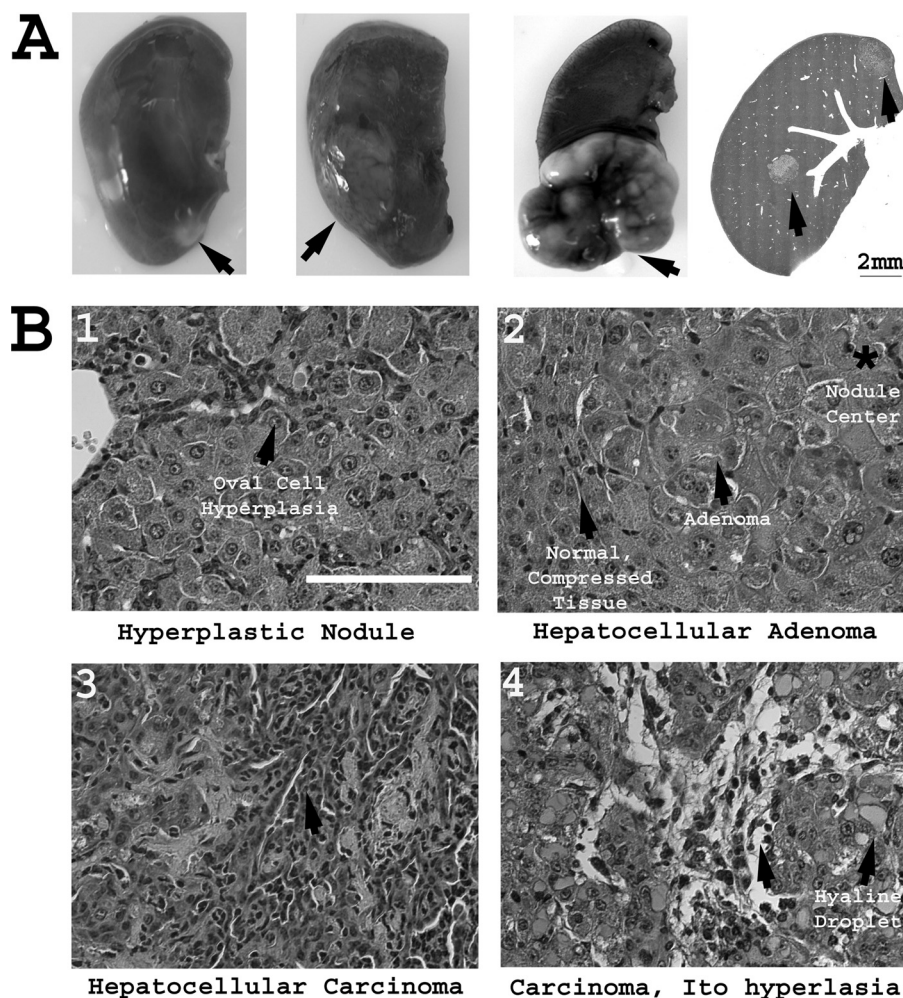 A
2mm
B
1
Oval Cell
Hyperplasia
Hyperplastic Nodule
2
*
Nodule
Center
Adenoma
Normal,
Compressed
Tissue
Hepatocellular Adenoma
3
Hepatocellular Carcinoma
4
Hyaline
Droplet
Carcinoma, Ito hyperlasia